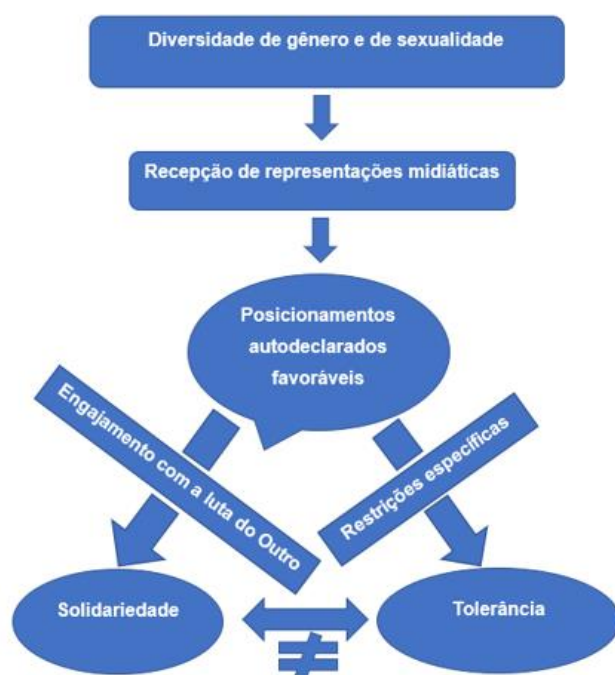 Diversidade de gênero e de sexualidade
Recepção de representações midiáticas
Posicionamentos
autodeclarados
favoráveis
Engajamento com a luta do Outro
Restrições específicas
Solidariedade
≠
Tolerância